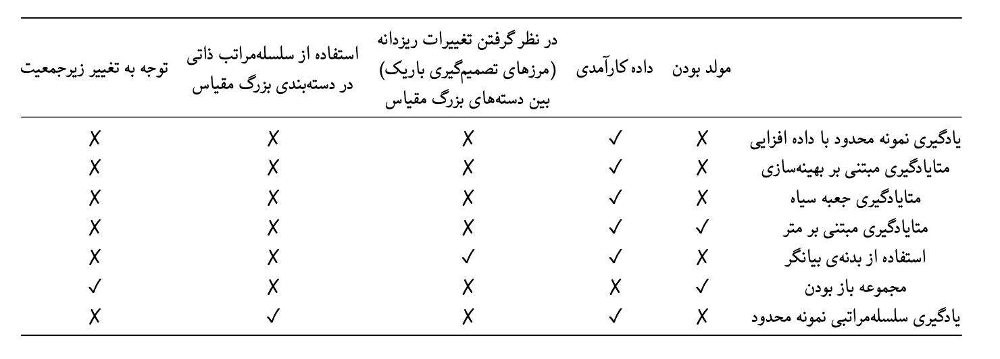 مولد بودن
داده کارآمدی
در نظر گرفتن تغییرات ریزدانه
(مرزهای تصمیم‌گیری باریک)
بین دسته‌های بزرگ مقیاس
استفاده از سلسله‌مراتب ذاتی
در دسته‌بندی بزرگ مقیاس
توجه به تغییر زیرجمعیت
یادگیری نمونه محدود با داده افزایی ✗ ✓ ✗ ✗ ✗
متایادگیری مبتنی بر بهینه‌سازی ✗ ✓ ✗ ✗ ✗
متایادگیری جعبه سیاه ✗ ✓ ✗ ✗ ✗
متایادگیری مبتنی بر متر ✓ ✓ ✗ ✗ ✗
استفاده از بدنه‌ی بیانگر ✗ ✓ ✓ ✗ ✗
مجموعه باز بودن ✓ ✗ ✗ ✗ ✓
یادگیری سلسله‌مراتبی نمونه محدود ✗ ✓ ✗ ✓ ✗